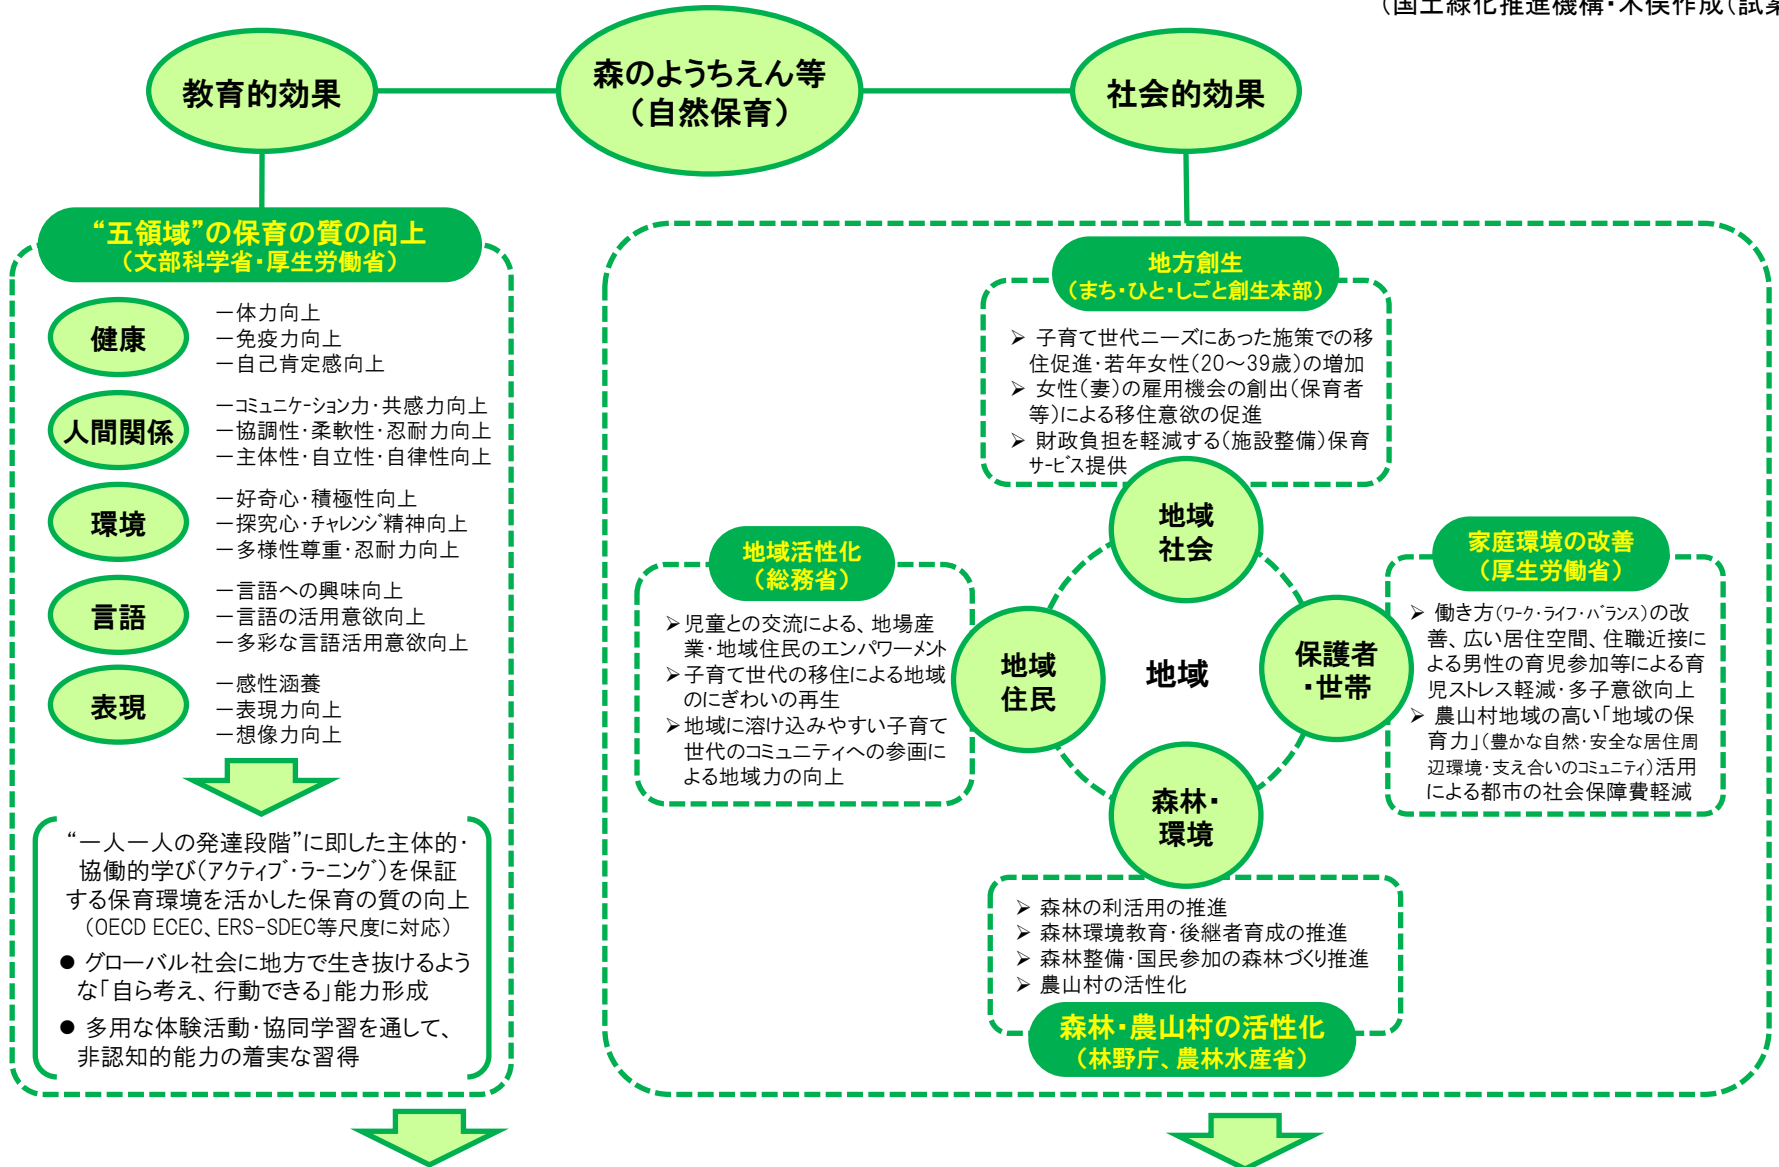 (国土緑化推進機構・木俣作成(試案
教育的効果
森のようちえん等
(自然保育)
社会的効果
“五領域”の保育の質の向上
(文部科学省・厚生労働省)
健康
－体力向上
－免疫力向上
－自己肯定感向上
人間関係
－コミュニケーション力・共感力向上
－協調性・柔軟性・忍耐力向上
－主体性・自立性・自律性向上
環境
－好奇心・積極性向上
－探究心・チャレンジ精神向上
－多様性尊重・忍耐力向上
言語
－言語への興味向上
－言語の活用意欲向上
－多彩な言語活用意欲向上
表現
－感性涵養
－表現力向上
－想像力向上
“一人一人の発達段階”に即した主体的・
協働的学び(アクティブ・ラーニング)を保証
する保育環境を活かした保育の質の向上
(OECD ECEC、ERS-SDEC等尺度に対応)
● グローバル社会に地方で生き抜けるよう
な「自ら考え、行動できる」能力形成
● 多用な体験活動・協同学習を通して、
非認知的能力の着実な習得
地方創生
(まち・ひと・しごと創生本部)
➢ 子育て世代ニーズにあった施策での移
住促進・若年女性(20～39歳)の増加
➢ 女性(妻)の雇用機会の創出(保育者
等)による移住意欲の促進
➢ 財政負担を軽減する(施設整備)保育
サービス提供
地域
社会
地域活性化
(総務省)
➢児童との交流による、地場産
業・地域住民のエンパワーメント
➢子育て世代の移住による地域
のにぎわいの再生
➢地域に溶け込みやすい子育て
世代のコミュニティへの参画に
よる地域力の向上
地域
住民
地域
保護者
・世帯
家庭環境の改善
(厚生労働省)
➢ 働き方(ワーク・ライフ・バランス)の改
善、広い居住空間、住職近接に
よる男性の育児参加等による育
児ストレス軽減・多子意欲向上
➢ 農山村地域の高い「地域の保
育力」(豊かな自然・安全な居住周
辺環境・支え合いのコミュニティ)活用
による都市の社会保障費軽減
森林・
環境
➢ 森林の利活用の推進
➢ 森林環境教育・後継者育成の推進
➢ 森林整備・国民参加の森林づくり推進
➢ 農山村の活性化
森林・農山村の活性化
(林野庁、農林水産省)